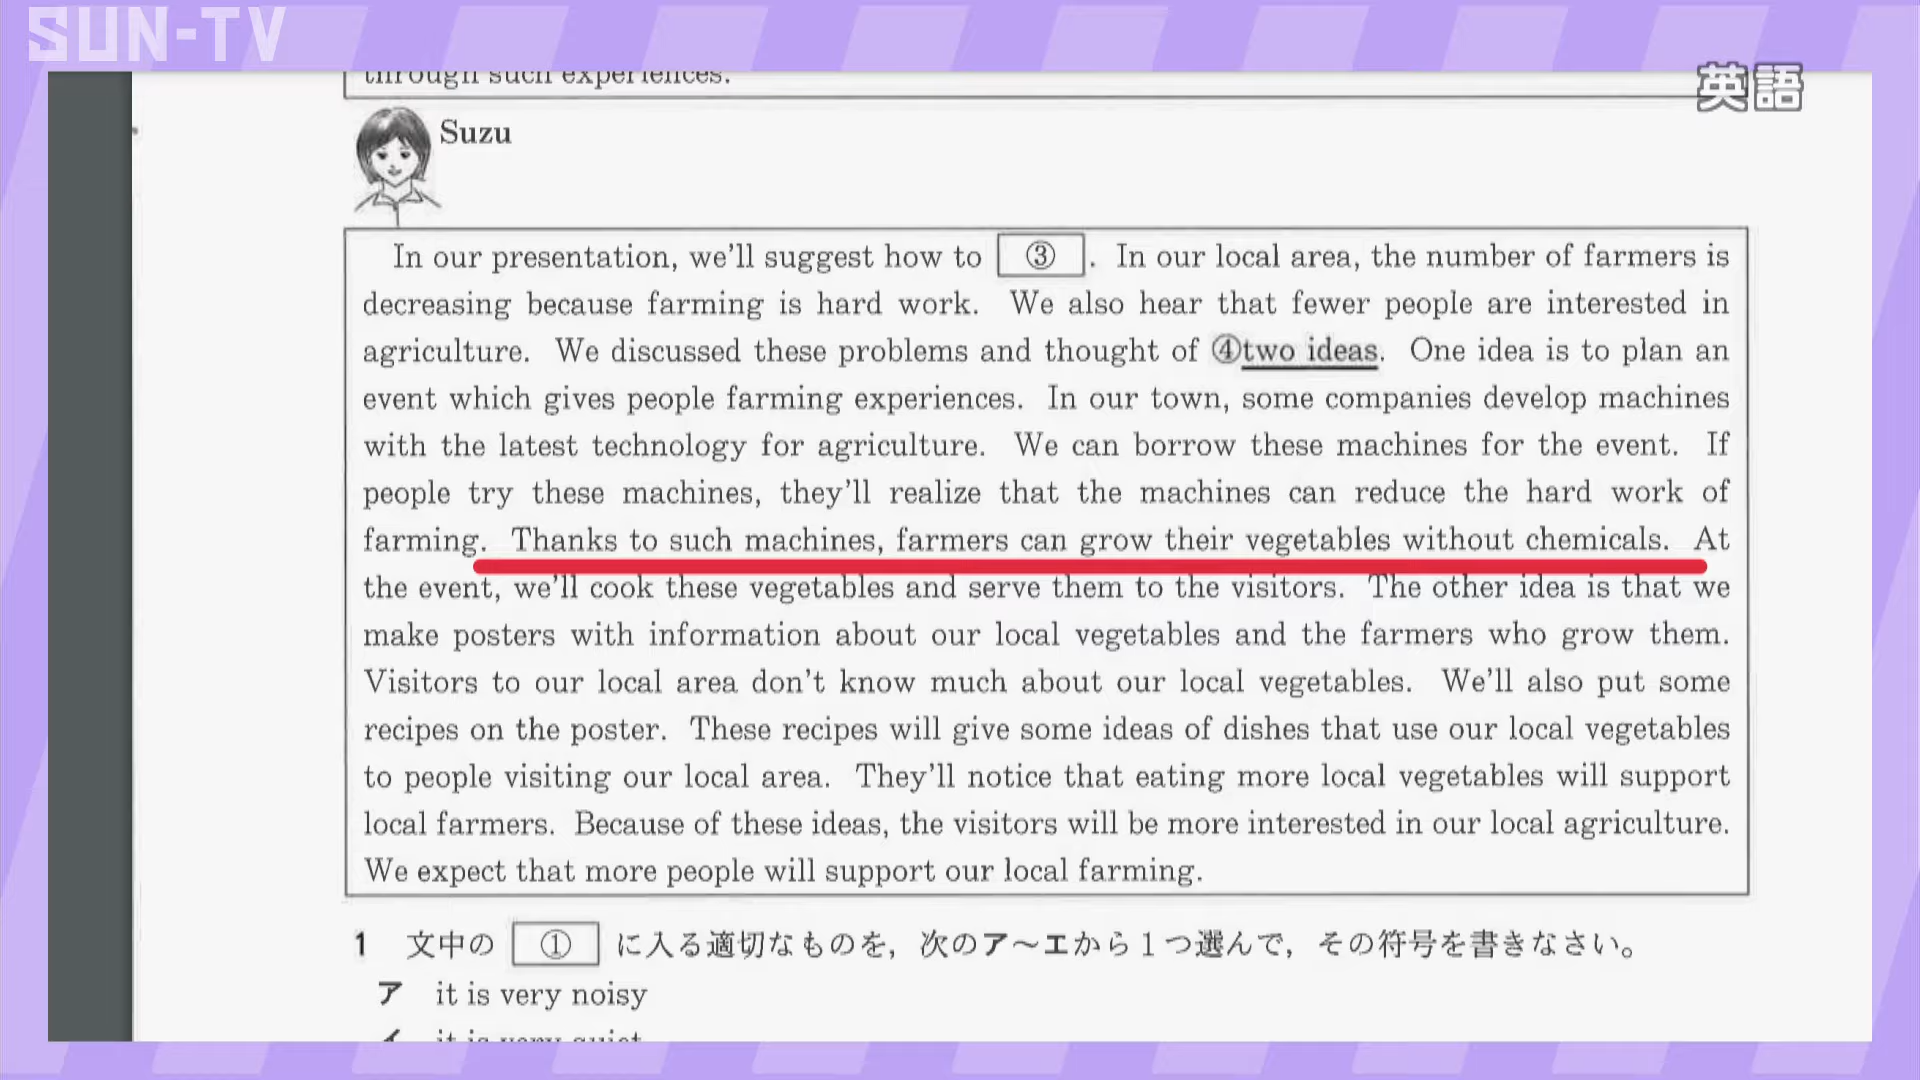 SUN-TV
英語
through such experiences.
Suzu
In our presentation, we'll suggest how to ③. In our local area, the number of farmers is
decreasing because farming is hard work. We also hear that fewer people are interested in
agriculture. We discussed these problems and thought of ④two ideas. One idea is to plan an
event which gives people farming experiences. In our town, some companies develop machines
with the latest technology for agriculture. We can borrow these machines for the event. If
people try these machines, they'll realize that the machines can reduce the hard work of
farming. Thanks to such machines, farmers can grow their vegetables without chemicals. At
the event, we'll cook these vegetables and serve them to the visitors. The other idea is that we
make posters with information about our local vegetables and the farmers who grow them.
Visitors to our local area don't know much about our local vegetables. We'll also put some
recipes on the poster. These recipes will give some ideas of dishes that use our local vegetables
to people visiting our local area. They'll notice that eating more local vegetables will support
local farmers. Because of these ideas, the visitors will be more interested in our local agriculture.
We expect that more people will support our local farming.
1 文中の ① に入る適切なものを，次のア～エから１つ選んで，その符号を書きなさい。
ア it is very noisy
イ it is very quiet